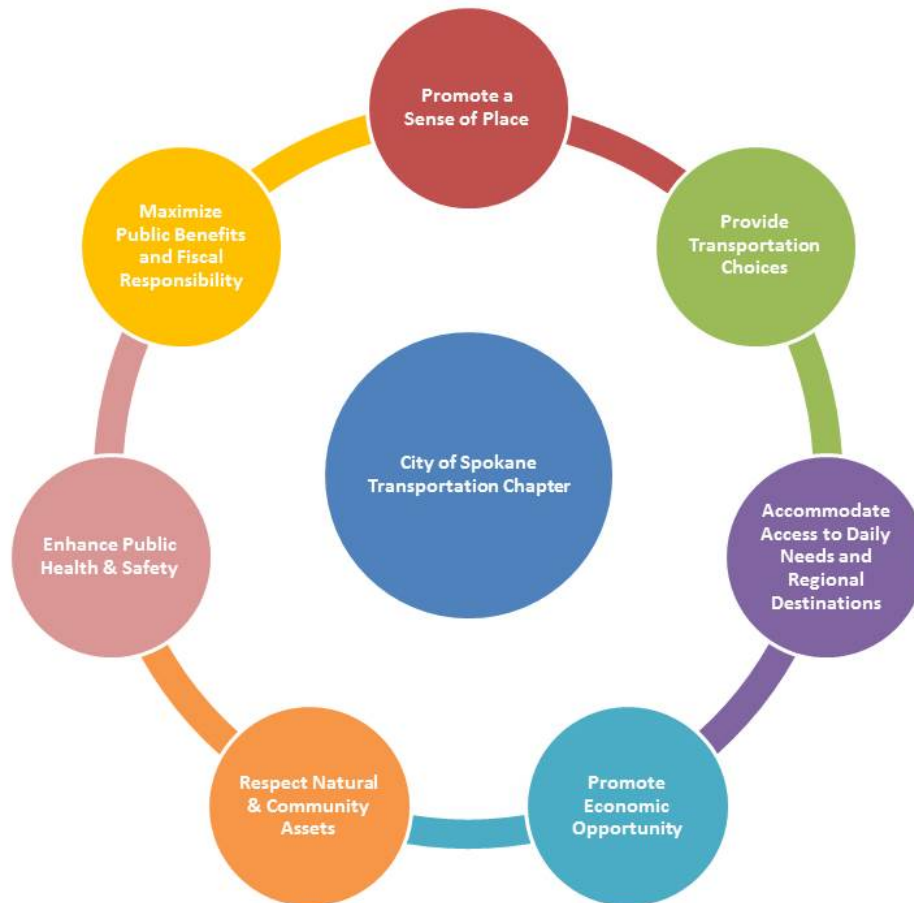 Promote a
Sense of Place
Provide
Transportation
Choices
Accommodate
Access to Daily
Needs and
Regional
Destinations
Promote
Economic
Opportunity
Respect Natural
& Community
Assets
Enhance Public
Health & Safety
Maximize
Public Benefits
and Fiscal
Responsibility
City of Spokane
Transportation Chapter